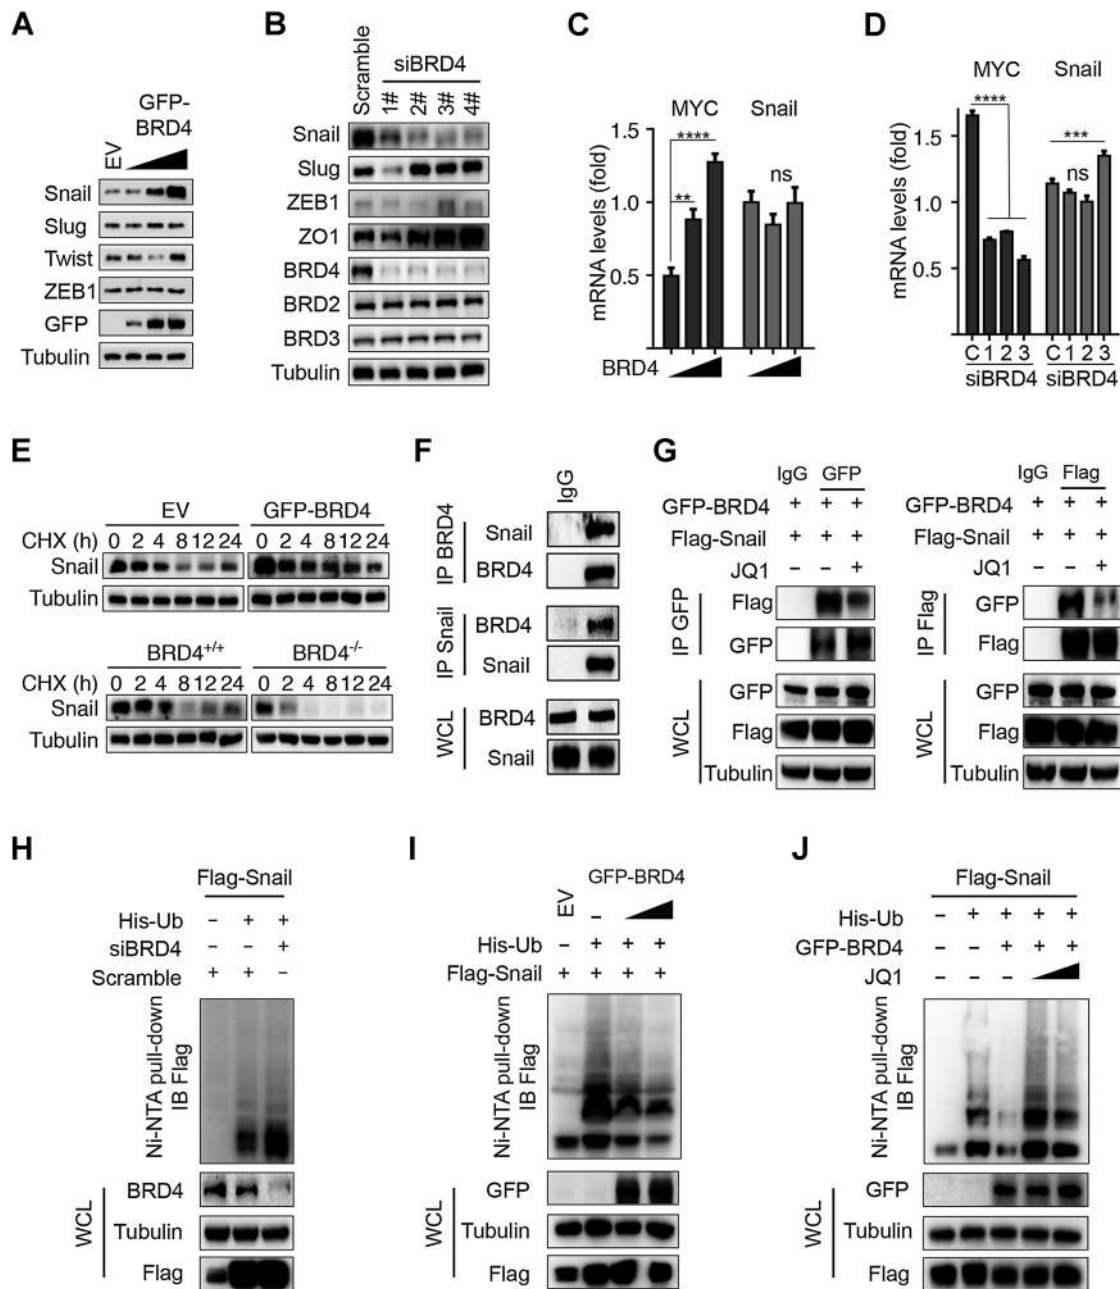 A
GFP-
BRD4
EV
Snail
Slug
Twist
ZEB1
GFP
Tubulin
B
Scramble
siBRD4
1# 2# 3# 4#
Snail
Slug
ZEB1
ZO1
BRD4
BRD2
BRD3
Tubulin
C
MYC Snail
mRNA levels (fold)
1.5
1.0
0.5
****
**
ns
BRD4
D
MYC Snail
mRNA levels (fold)
1.5
1.0
0.5
****
***
ns
C 1 2 3 C 1 2 3
siBRD4 siBRD4
E
EV GFP-BRD4
CHX (h) 0 2 4 8 12 24 0 2 4 8 12 24
Snail
Tubulin
BRD4+/+ BRD4-/-
CHX (h) 0 2 4 8 12 24 0 2 4 8 12 24
Snail
Tubulin
F
IgG
IP BRD4
Snail
BRD4
IP Snail
BRD4
Snail
WCL
BRD4
Snail
G
IgG GFP
GFP-BRD4 + + +
Flag-Snail + + +
JQ1 – – +
IP GFP
Flag
GFP
WCL
GFP
Flag
Tubulin
IgG Flag
GFP-BRD4 + + +
Flag-Snail + + +
JQ1 – – +
IP Flag
GFP
Flag
WCL
GFP
Flag
Tubulin
H
Flag-Snail
His-Ub – + +
siBRD4 – – +
Scramble + + –
Ni-NTA pull-down
IB Flag
WCL
BRD4
Tubulin
Flag
I
EV
GFP-BRD4
–
His-Ub – + + +
Flag-Snail + + + +
Ni-NTA pull-down
IB Flag
WCL
GFP
Tubulin
Flag
J
Flag-Snail
His-Ub – + + + +
GFP-BRD4 – – + + +
JQ1 – – –
Ni-NTA pull-down
IB Flag
WCL
GFP
Tubulin
Flag